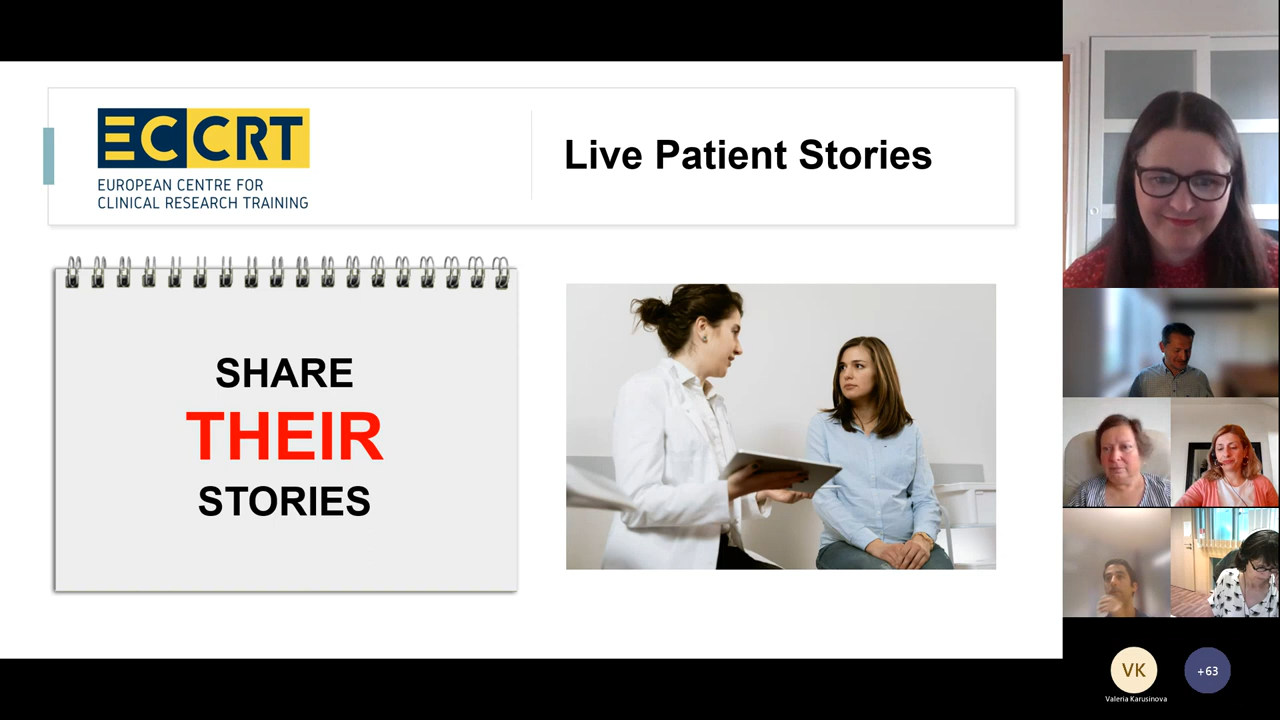 ECCRT
EUROPEAN CENTRE FOR
CLINICAL RESEARCH TRAINING
Live Patient Stories
SHARE
THEIR
STORIES
VK
+63
Valeria Karusinova